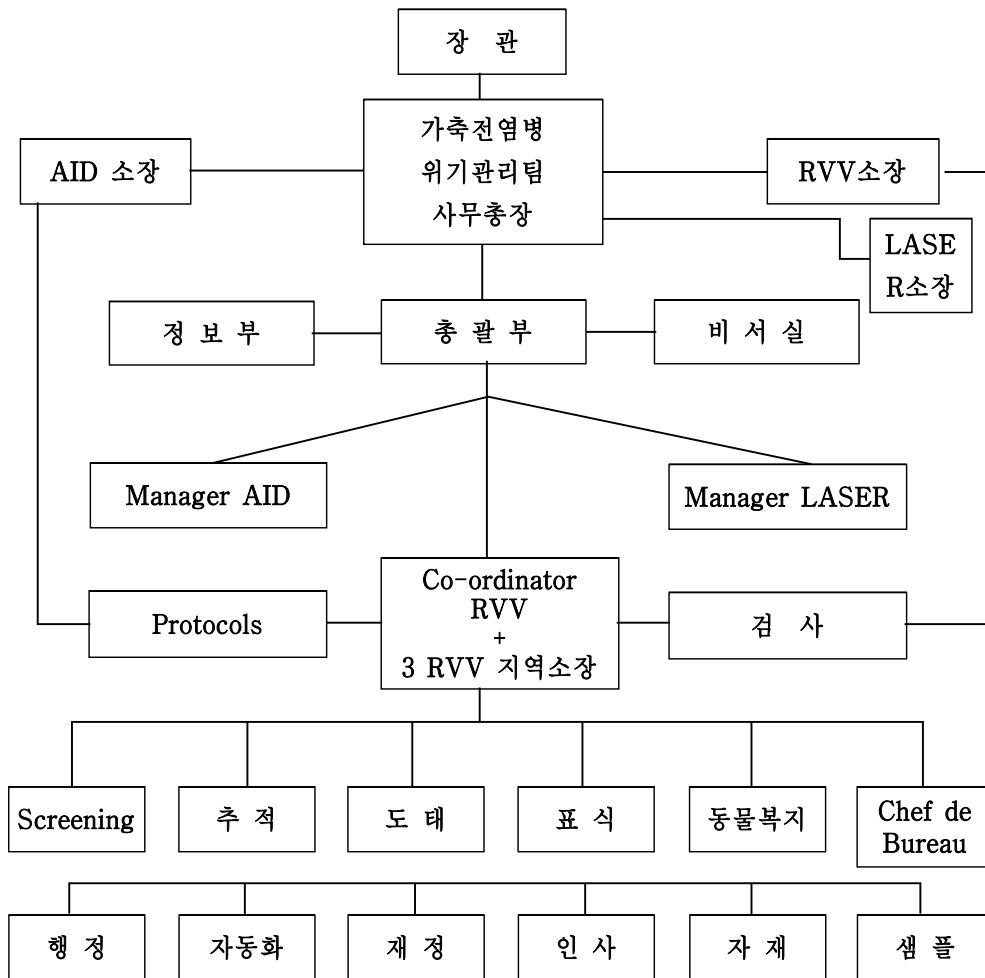 장 관
가축전염병
위기관리팀
사무총장
AID 소장
RVV소장
LASE
R소장
정 보 부
총 괄 부
비 서 실
Manager AID
Manager LASER
Co-ordinator
RVV
+
3 RVV 지역소장
Protocols
검 사
Screening
추 적
도 태
표 식
동물복지
Chef de
Bureau
행 정
자동화
재 정
인 사
자 재
샘 플